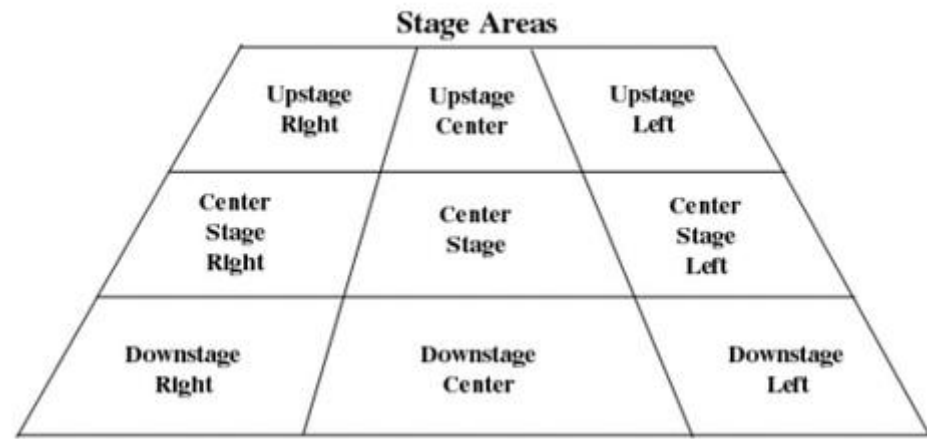 Stage Areas
Upstage
Right
Upstage
Center
Upstage
Left
Center
Stage
Right
Center
Stage
Center
Stage
Left
Downstage
Right
Downstage
Center
Downstage
Left